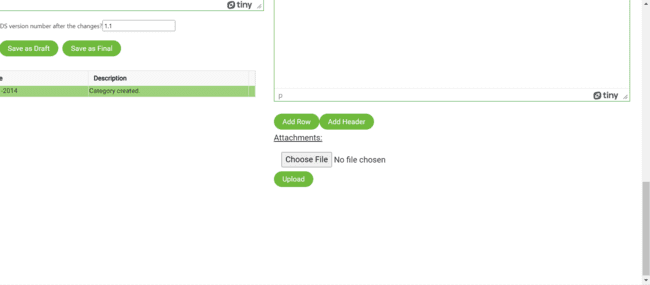 tiny
DS version number after the changes? 1.1
Save as Draft Save as Final
Description
-2014 Category created.
p tiny
Add Row Add Header
Attachments:
Choose File No file chosen
Upload